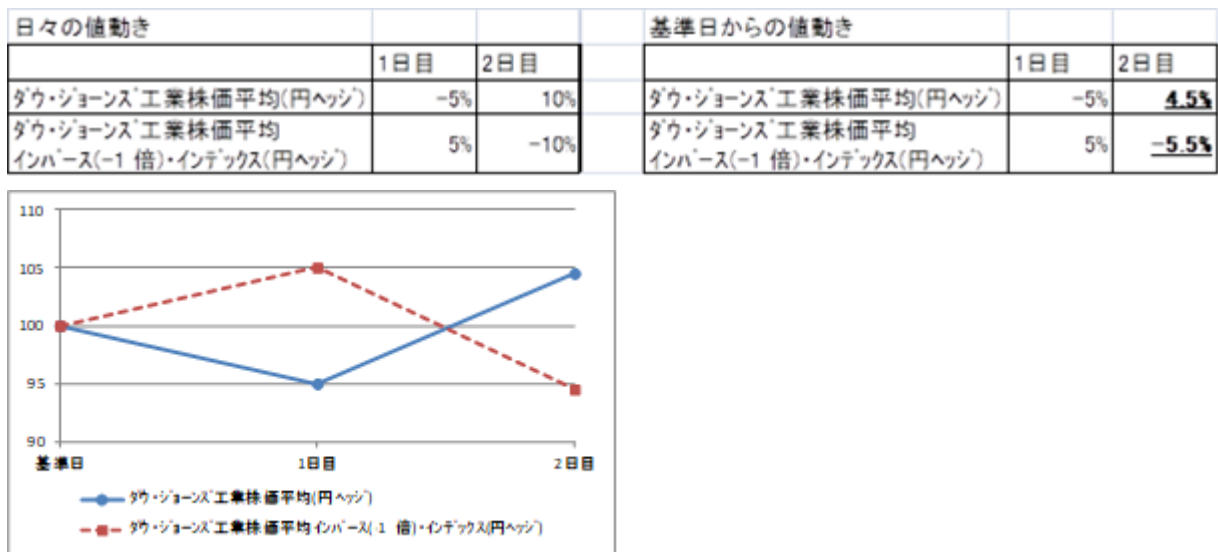 日々の値動き
1日目 2日目
ダウ・ジョーンズ工業株価平均(円ヘッジ) -5% 10%
ダウ・ジョーンズ工業株価平均
インバース(-1 倍)・インデックス(円ヘッジ) 5% -10%
基準日からの値動き
1日目 2日目
ダウ・ジョーンズ工業株価平均(円ヘッジ) -5% 4.5%
ダウ・ジョーンズ工業株価平均
インバース(-1 倍)・インデックス(円ヘッジ) 5% -5.5%
110
105
100
95
90
基準日 1日目 2日目
ダウ・ジョーンズ工業株価平均(円ヘッジ)
ダウ・ジョーンズ工業株価平均インバース(-1 倍)・インデックス(円ヘッジ)